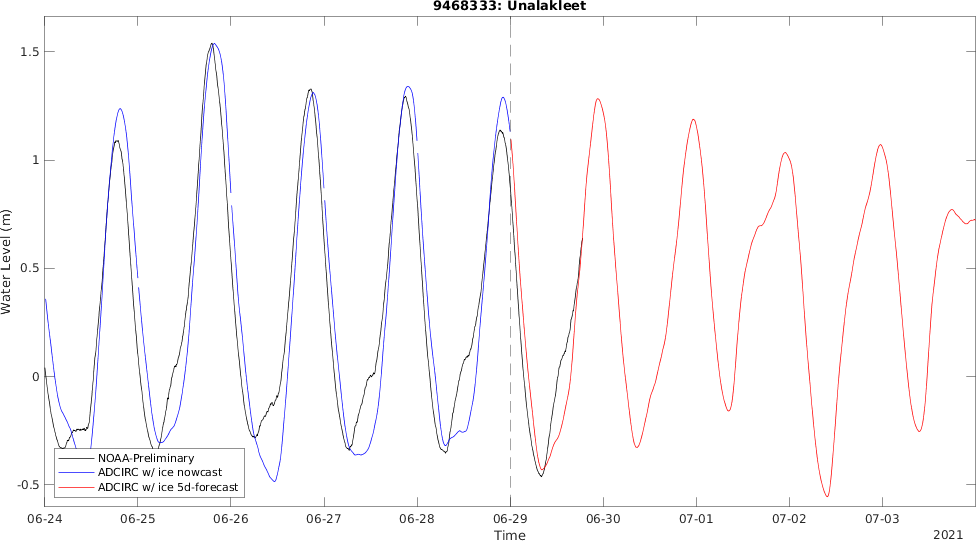 9468333: Unalakleet
Water Level (m)
1.5
1
0.5
0
-0.5
NOAA-Preliminary
ADCIRC w/ ice nowcast
ADCIRC w/ ice 5d-forecast
06-24 06-25 06-26 06-27 06-28 06-29 06-30 07-01 07-02 07-03
Time
2021